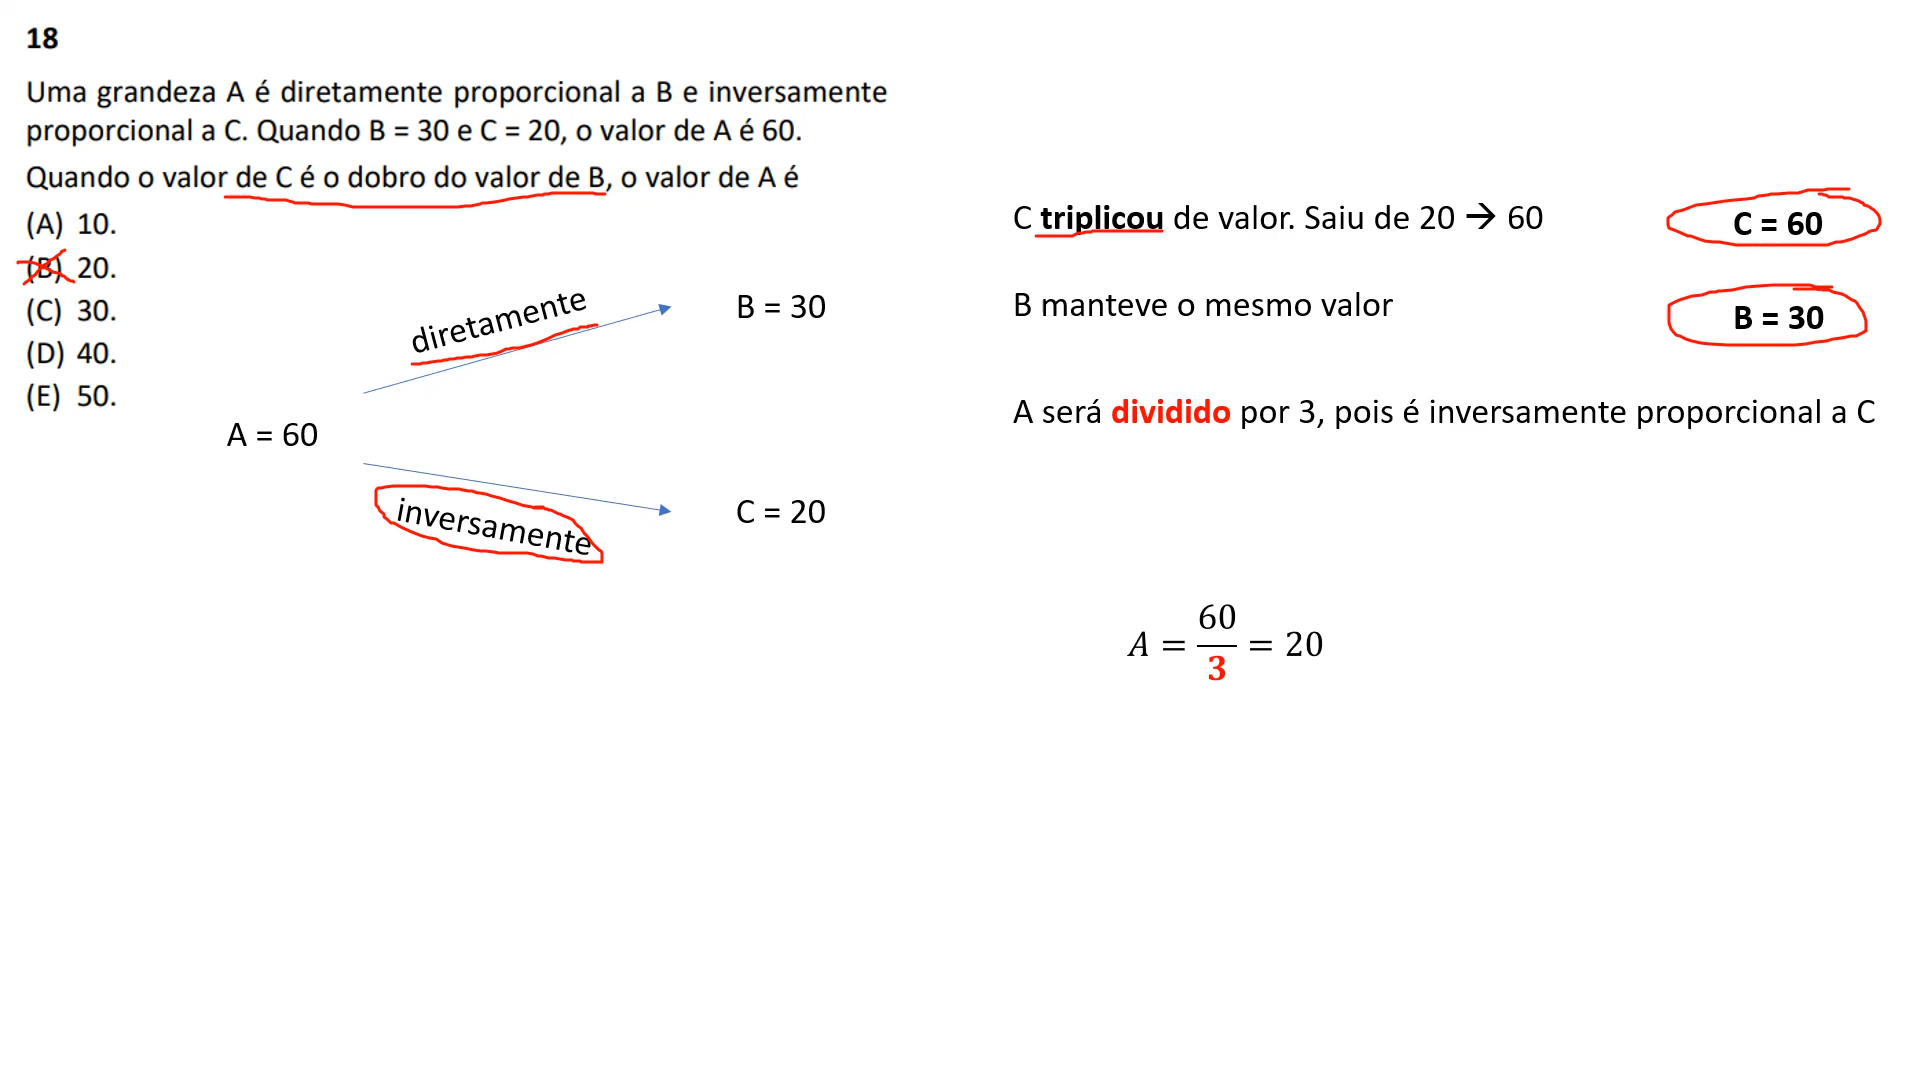 18
Uma grandeza A é diretamente proporcional a B e inversamente
proporcional a C. Quando B = 30 e C = 20, o valor de A é 60.
Quando o valor de C é o dobro do valor de B, o valor de A é
(A) 10.
(B) 20.
(C) 30.
(D) 40.
(E) 50.
diretamente
B = 30
A = 60
inversamente
C = 20
C triplicou de valor. Saiu de 20 → 60
C = 60
B manteve o mesmo valor
B = 30
A será dividido por 3, pois é inversamente proporcional a C
A = 60/3 = 20